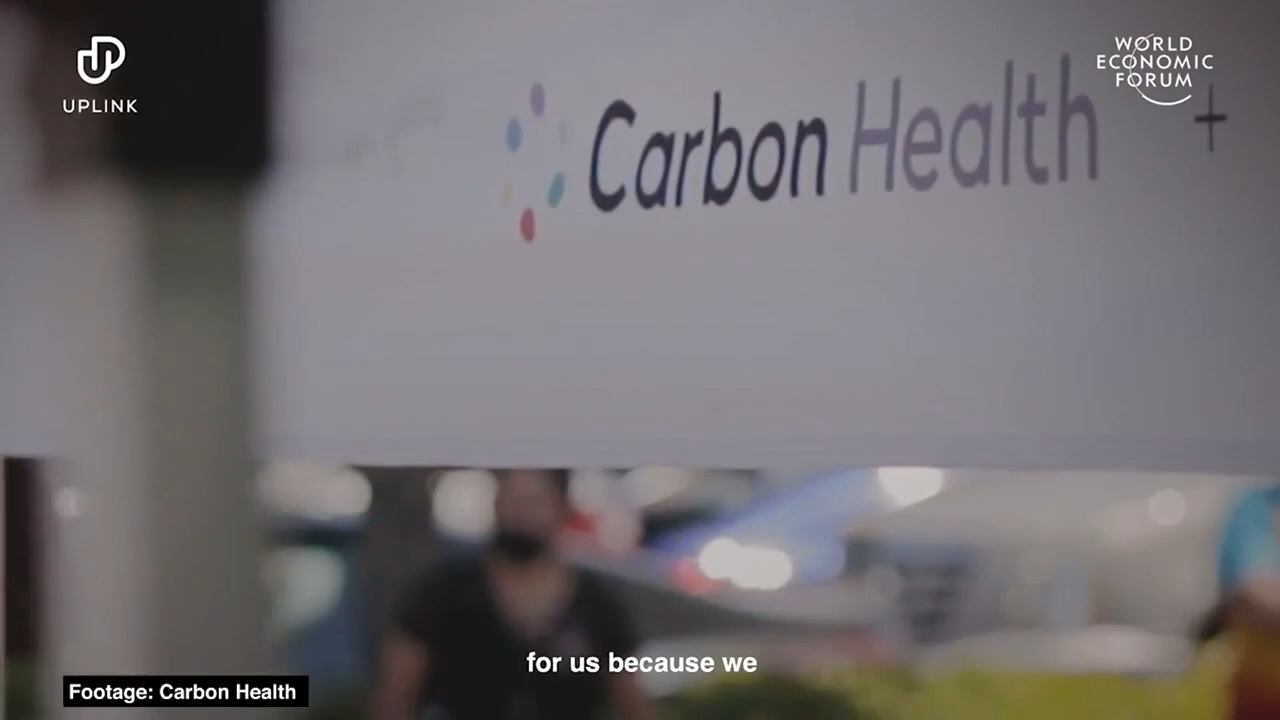 UPLINK
WORLD
ECONOMIC
FORUM
Carbon Health +
for us because we
Footage: Carbon Health